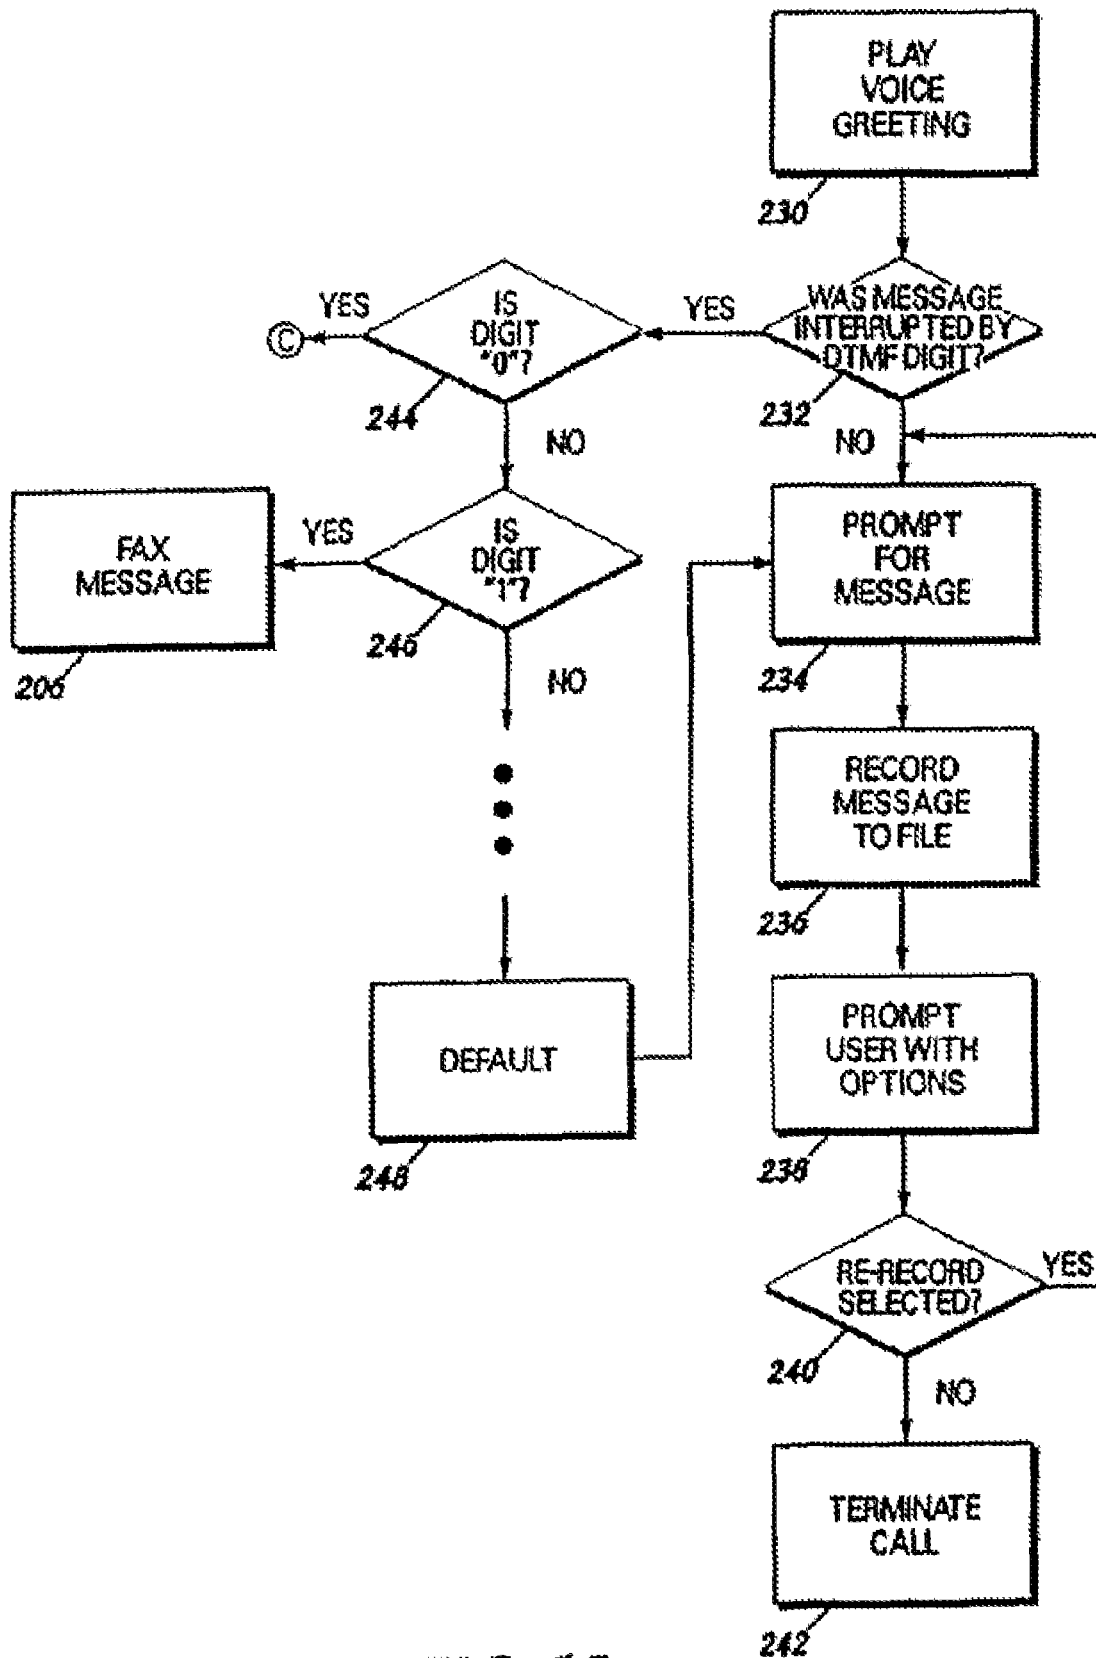 PLAY
VOICE
GREETING
230
WAS MESSAGE
INTERRUPTED BY
DTMF DIGIT?
232
YES
NO
IS
DIGIT
"0"?
244
YES
C
NO
IS
DIGIT
"1"?
246
YES
FAX
MESSAGE
206
NO
DEFAULT
248
PROMPT
FOR
MESSAGE
234
RECORD
MESSAGE
TO FILE
236
PROMPT
USER WITH
OPTIONS
238
RE-RECORD
SELECTED?
240
YES
NO
TERMINATE
CALL
242